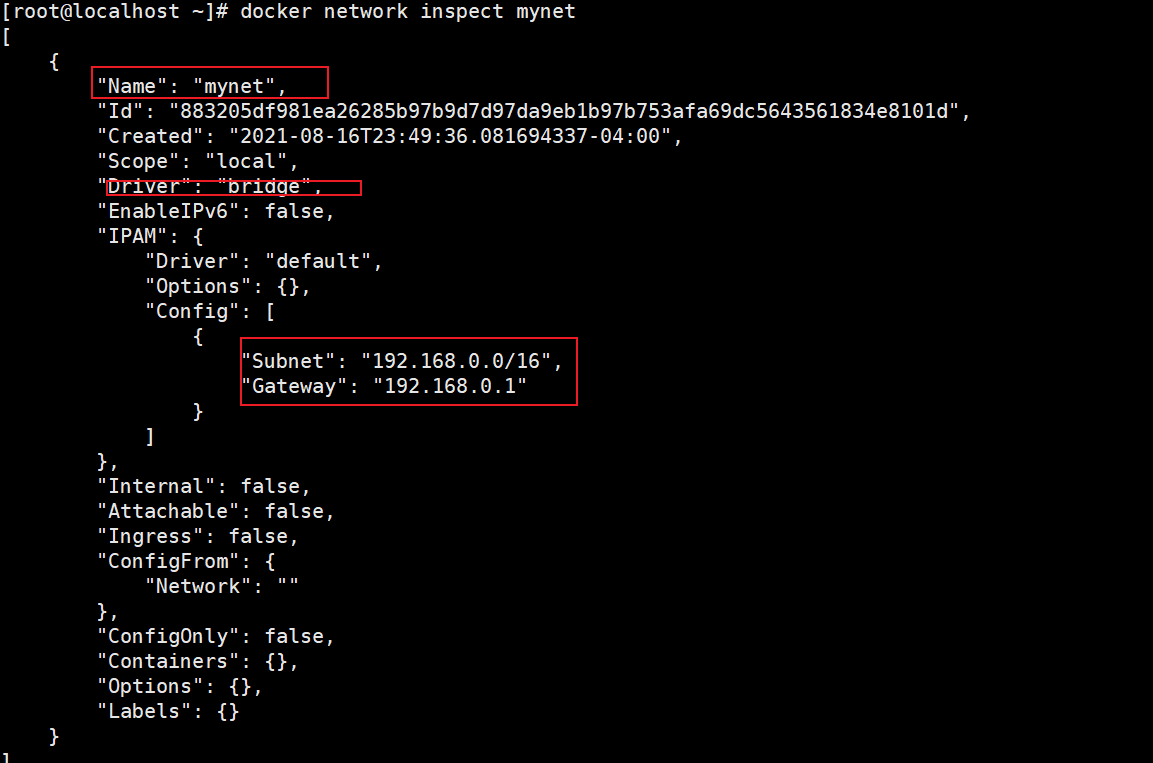 [root@localhost ~]# docker network inspect mynet
[
    {
        "Name": "mynet",
        "Id": "883205df981ea26285b97b9d7d97da9eb1b97b753afa69dc5643561834e8101d",
        "Created": "2021-08-16T23:49:36.081694337-04:00",
        "Scope": "local",
        "Driver": "bridge",
        "EnableIPv6": false,
        "IPAM": {
            "Driver": "default",
            "Options": {},
            "Config": [
                {
                    "Subnet": "192.168.0.0/16",
                    "Gateway": "192.168.0.1"
                }
            ]
        },
        "Internal": false,
        "Attachable": false,
        "Ingress": false,
        "ConfigFrom": {
            "Network": ""
        },
        "ConfigOnly": false,
        "Containers": {},
        "Options": {},
        "Labels": {}
    }
]